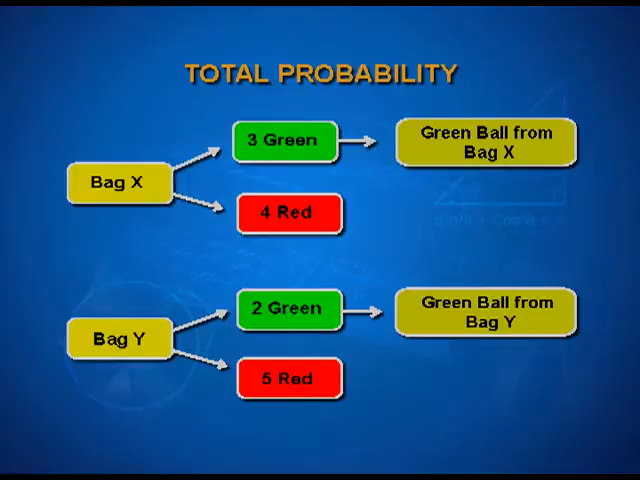 TOTAL PROBABILITY
3 Green
Green Ball from
Bag X
Bag X
4 Red
2 Green
Green Ball from
Bag Y
Bag Y
5 Red